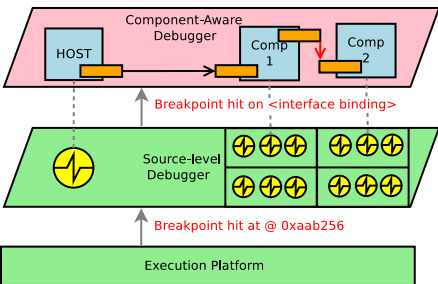 Component-Aware
Debugger
HOST
Comp
1
Comp
2
Breakpoint hit on <interface binding>
Source-level
Debugger
Breakpoint hit at @ 0xaab256
Execution Platform